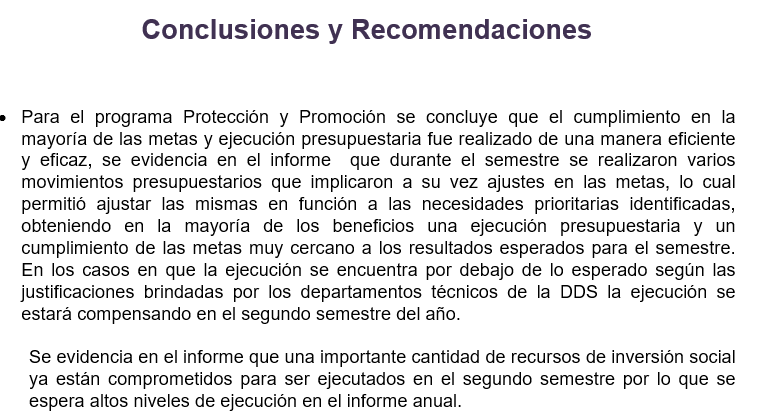 Conclusiones y Recomendaciones
• Para el programa Protección y Promoción se concluye que el cumplimiento en la
mayoría de las metas y ejecución presupuestaria fue realizado de una manera eficiente
y eficaz, se evidencia en el informe  que durante el semestre se realizaron varios
movimientos presupuestarios que implicaron a su vez ajustes en las metas, lo cual
permitió ajustar las mismas en función a las necesidades prioritarias identificadas,
obteniendo en la mayoría de los beneficios una ejecución presupuestaria y un
cumplimiento de las metas muy cercano a los resultados esperados para el semestre.
En los casos en que la ejecución se encuentra por debajo de lo esperado según las
justificaciones brindadas por los departamentos técnicos de la DDS la ejecución se
estará compensando en el segundo semestre del año.
Se evidencia en el informe que una importante cantidad de recursos de inversión social
ya están comprometidos para ser ejecutados en el segundo semestre por lo que se
espera altos niveles de ejecución en el informe anual.